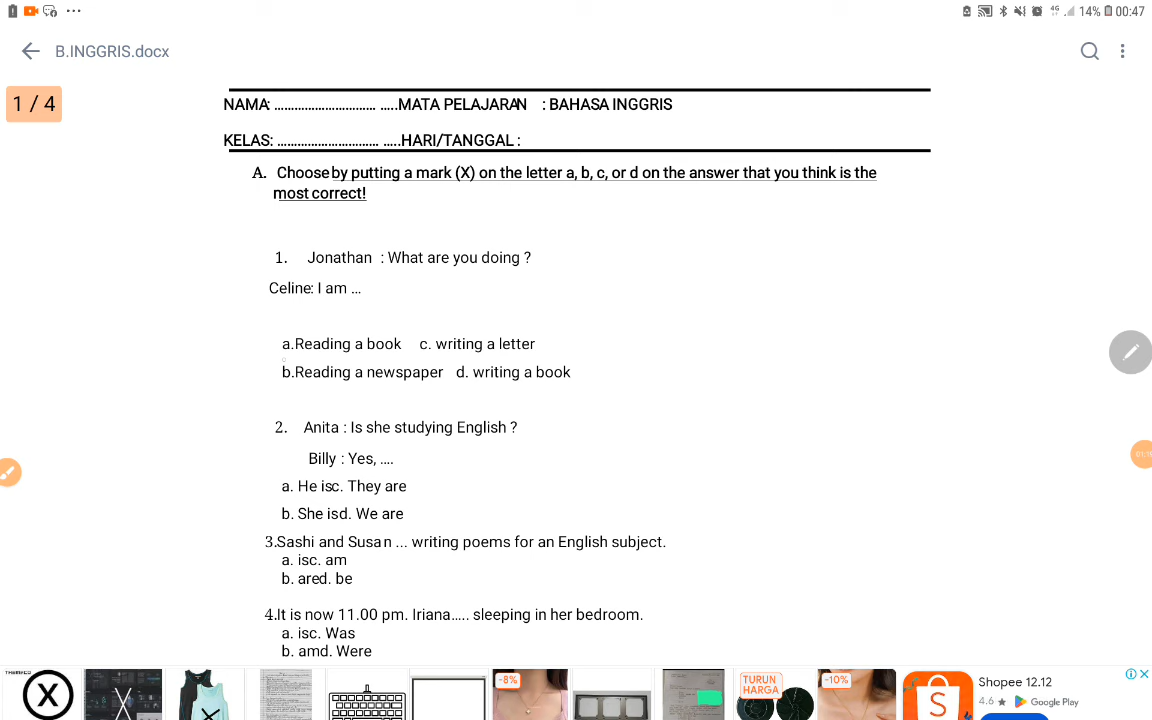 14% 00:47
B.INGGRIS.docx
1 / 4
NAMA: .............................. .....MATA PELAJARAN : BAHASA INGGRIS
KELAS: .............................. .....HARI/TANGGAL :
A. Choose by putting a mark (X) on the letter a, b, c, or d on the answer that you think is the
most correct!
1. Jonathan : What are you doing ?
Celine: I am ...
a.Reading a book c. writing a letter
b.Reading a newspaper d. writing a book
2. Anita : Is she studying English ?
Billy : Yes, ....
a. He isc. They are
b. She isd. We are
3.Sashi and Susan ... writing poems for an English subject.
a. isc. am
b. ared. be
4.It is now 11.00 pm. Iriana..... sleeping in her bedroom.
a. isc. Was
b. amd. Were
-8%
TURUN
HARGA
-10%
Shopee 12.12
4.6 ★ Google Play